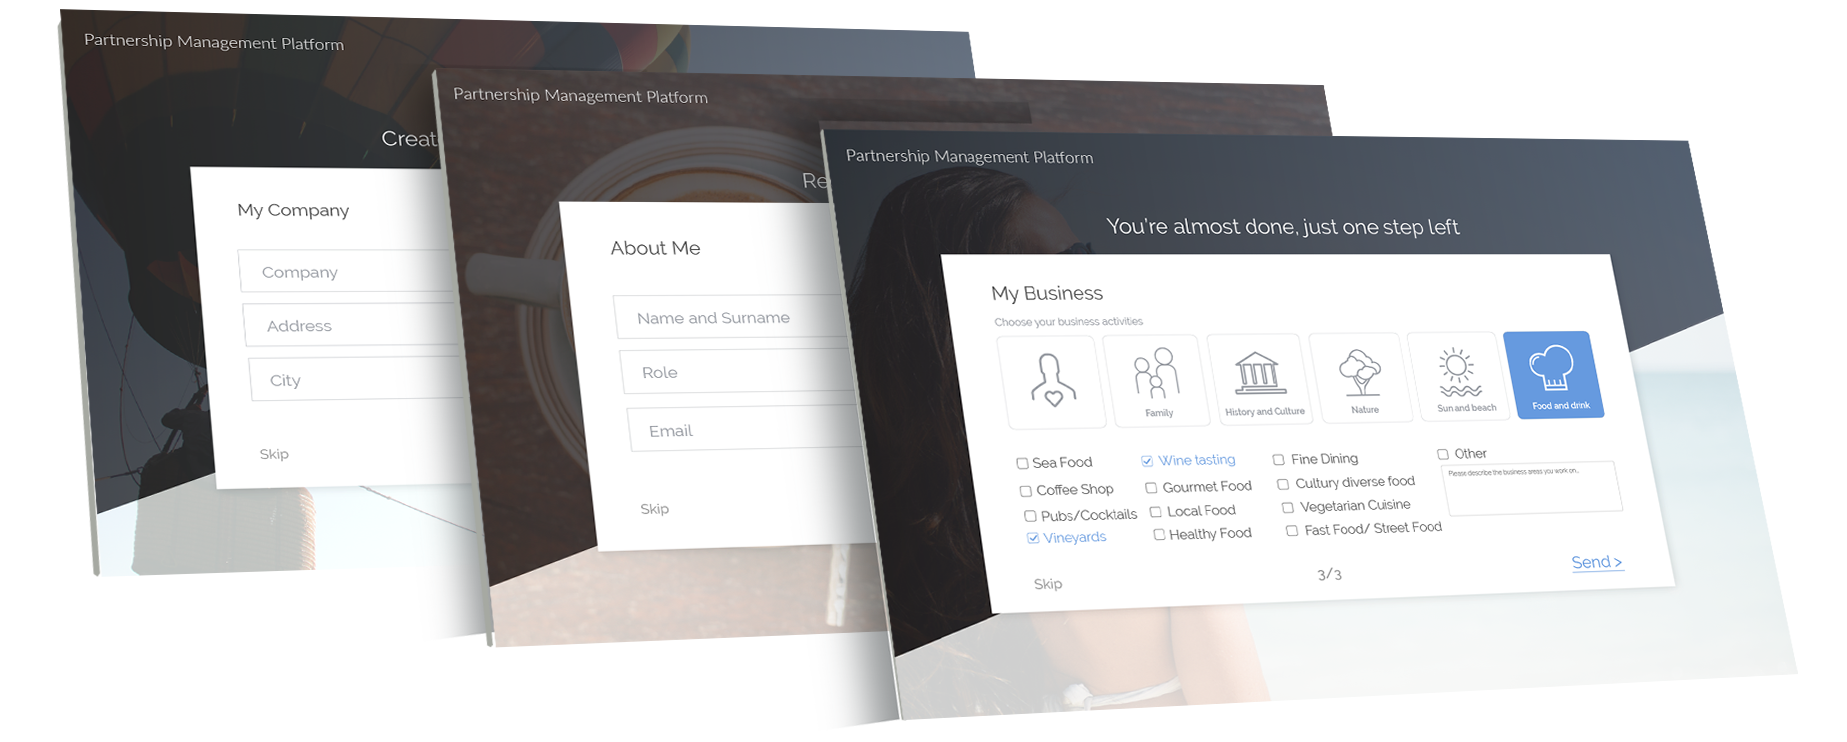 Partnership Management Platform
Creat
My Company
Company
Address
City
Skip
Partnership Management Platform
Re
About Me
Name and Surname
Role
Email
Skip
Partnership Management Platform
You're almost done, just one step left
My Business
Choose your business activities
Family
History and Culture
Nature
Sun and beach
Food and drink
Sea Food
Coffee Shop
Pubs/Cocktails
Vineyards
Wine tasting
Gourmet Food
Local Food
Healthy Food
Fine Dining
Cultury diverse food
Vegetarian Cuisine
Fast Food/ Street Food
Other
Please describe the business areas you work on...
Skip
3/3
Send >